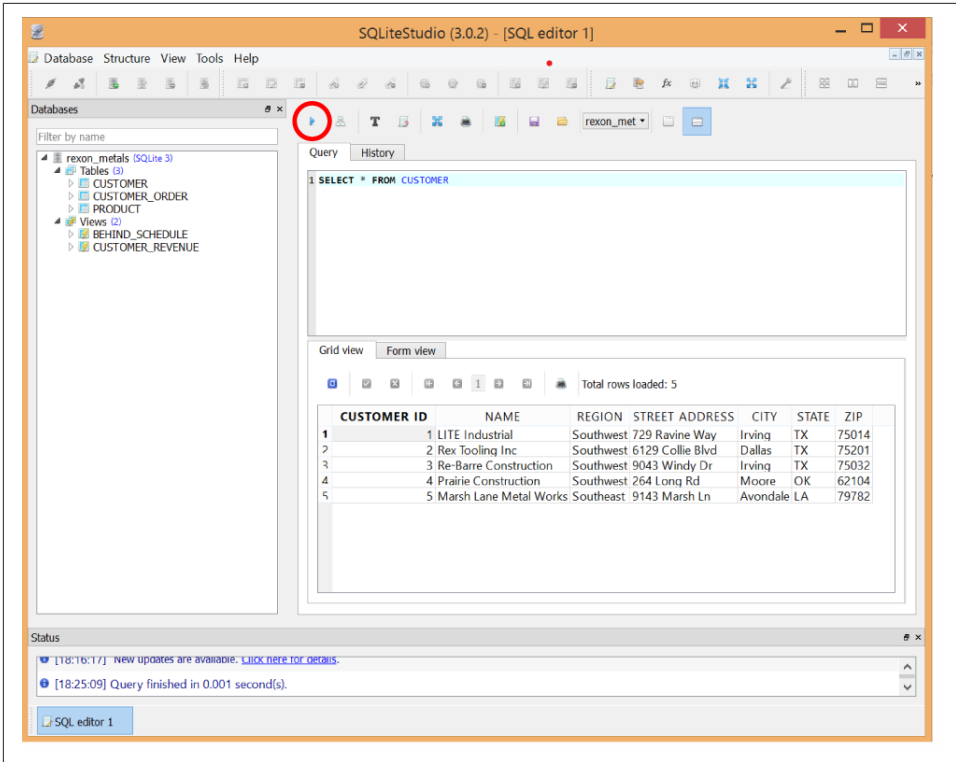 SQLiteStudio (3.0.2) - [SQL editor 1]
Database Structure View Tools Help
Databases
Filter by name
rexon_metals (SQLite 3)
Tables (3)
CUSTOMER
CUSTOMER_ORDER
PRODUCT
Views (2)
BEHIND_SCHEDULE
CUSTOMER_REVENUE
rexon_met
Query History
1 SELECT * FROM CUSTOMER
Grid view Form view
1 Total rows loaded: 5
CUSTOMER ID NAME REGION STREET ADDRESS CITY STATE ZIP
1 1 LITE Industrial Southwest 729 Ravine Way Irving TX 75014
2 2 Rex Tooling Inc Southwest 6129 Collie Blvd Dallas TX 75201
3 3 Re-Barre Construction Southwest 9043 Windy Dr Irving TX 75032
4 4 Prairie Construction Southwest 264 Long Rd Moore OK 62104
5 5 Marsh Lane Metal Works Southeast 9143 Marsh Ln Avondale LA 79782
Status
[18:16:17] New updates are available. Click here for details.
[18:25:09] Query finished in 0.001 second(s).
SQL editor 1